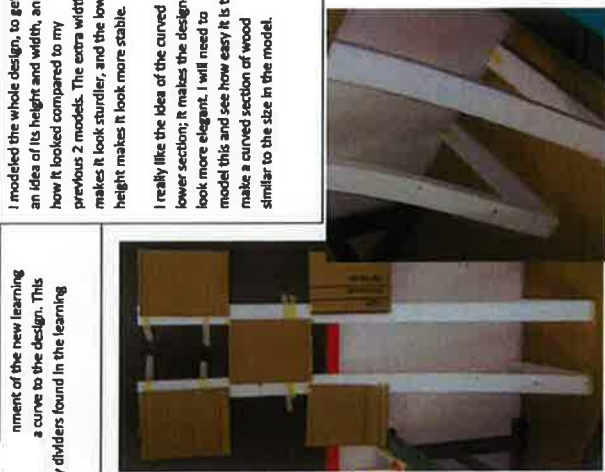 I modeled the whole design, to get
an idea of its height and width, an
how it looked compared to my
previous 2 models. The extra widt
makes it look sturdier, and the low
height makes it look more stable.
I really like the idea of the curved
lower section; it makes the design
look more elegant. I will need to
model this and see how easy it is t
make a curved section of wood
similar to the size in the model.
nment of the new learning
a curve to the design. This
dividers found in the learning